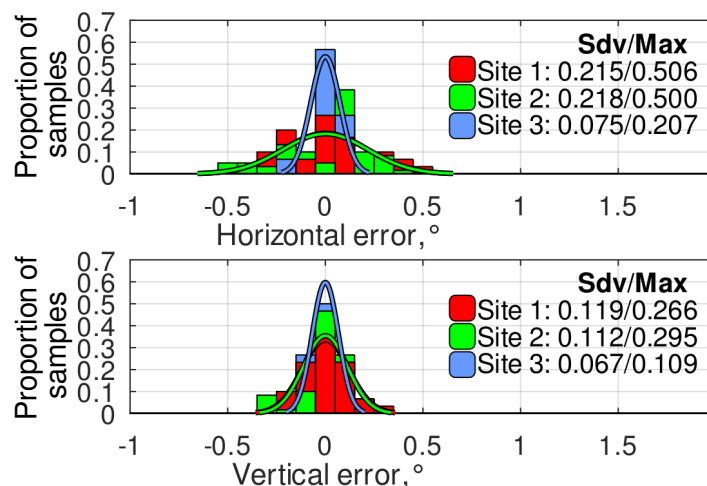 Proportion of
samples
0.7
0.6
0.5
0.4
0.3
0.2
0.1
0
Sdv/Max
Site 1: 0.215/0.506
Site 2: 0.218/0.500
Site 3: 0.075/0.207
-1 -0.5 0 0.5 1 1.5
Horizontal error,°
Proportion of
samples
0.7
0.6
0.5
0.4
0.3
0.2
0.1
0
Sdv/Max
Site 1: 0.119/0.266
Site 2: 0.112/0.295
Site 3: 0.067/0.109
-1 -0.5 0 0.5 1 1.5
Vertical error,°